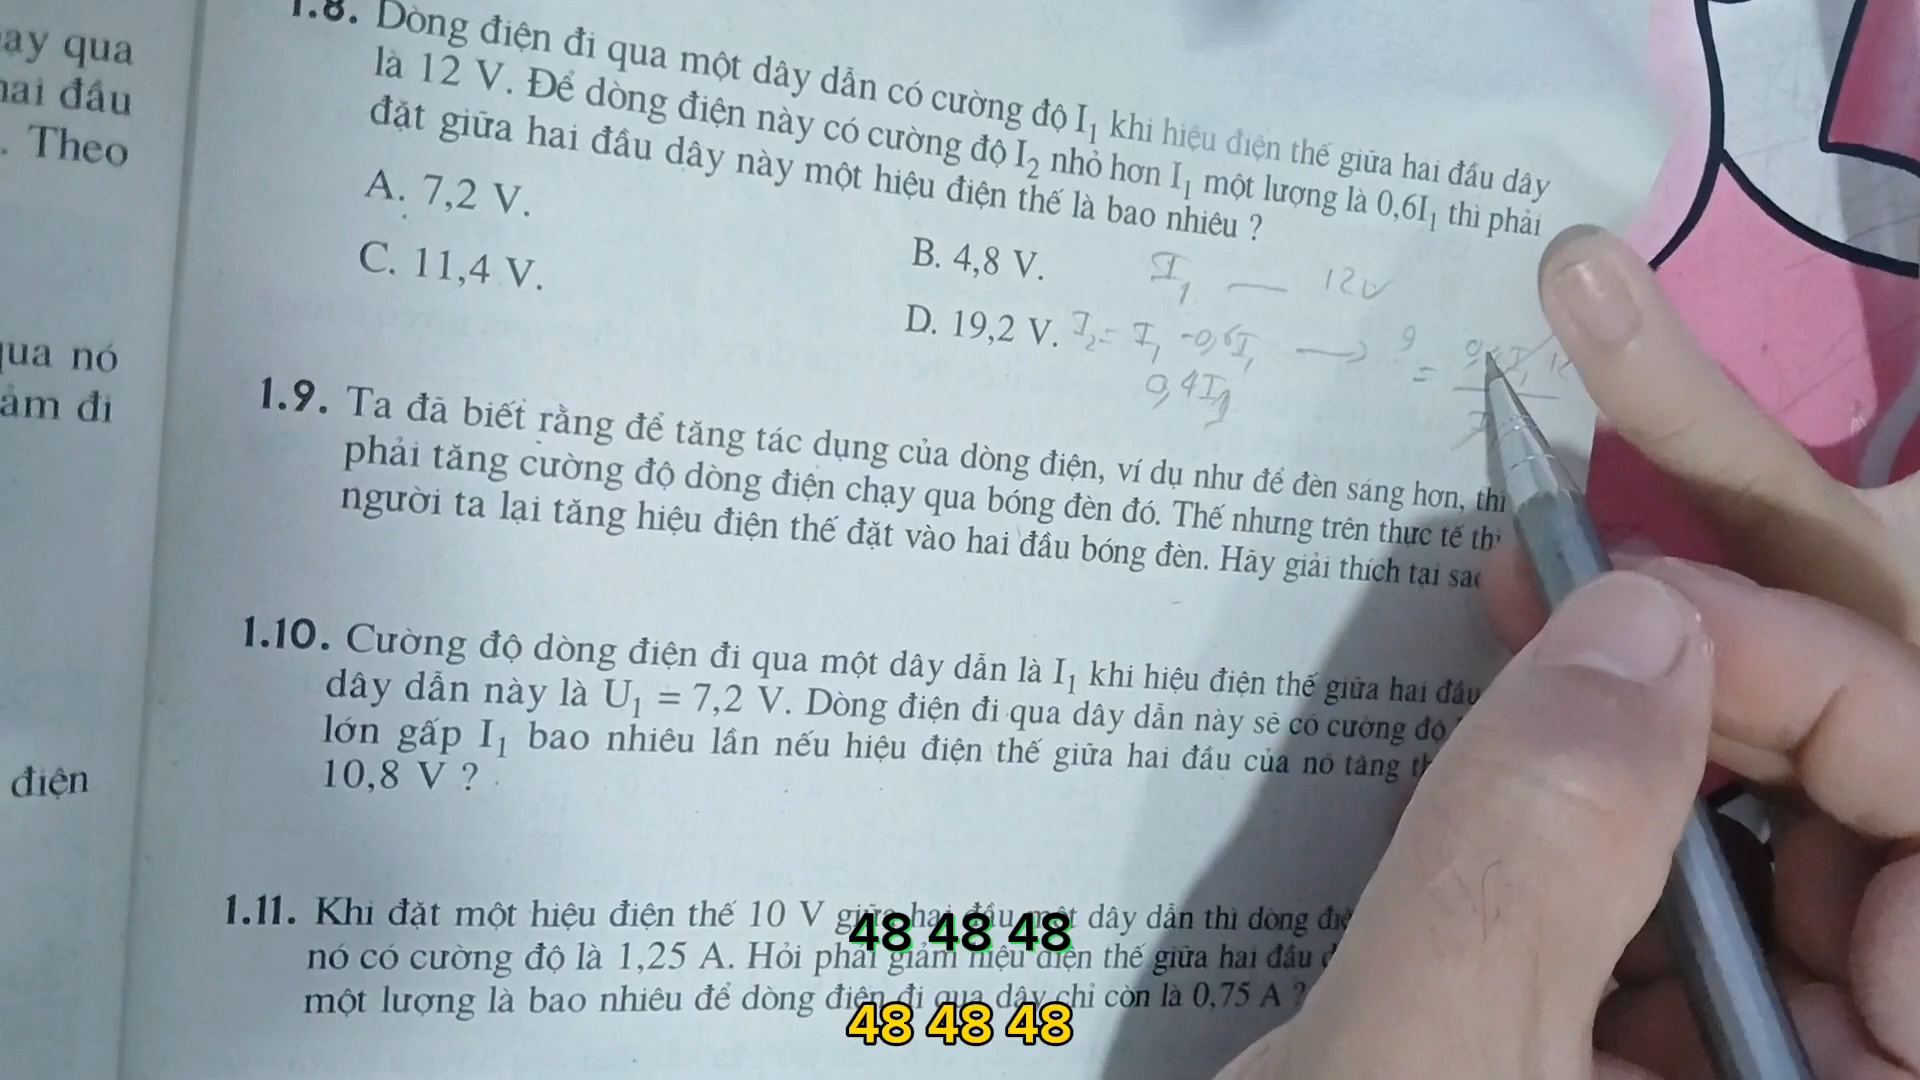 ay qua
hai đầu
. Theo
qua nó
ảm đi
điện
1.8. Dòng điện đi qua một dây dẫn có cường độ I₁ khi hiệu điện thế giữa hai đầu dây
là 12 V. Để dòng điện này có cường độ I₂ nhỏ hơn I₁ một lượng là 0,6I₁ thì phải
đặt giữa hai đầu dây này một hiệu điện thế là bao nhiêu ?
A. 7,2 V.
B. 4,8 V.
C. 11,4 V.
D. 19,2 V.
I₁ — 12V
I₂ = I₁ -0,6I₁ →
0,4I₁
1.9. Ta đã biết rằng để tăng tác dụng của dòng điện, ví dụ như để đèn sáng hơn, thì
phải tăng cường độ dòng điện chạy qua bóng đèn đó. Thế nhưng trên thực tế th
người ta lại tăng hiệu điện thế đặt vào hai đầu bóng đèn. Hãy giải thích tại sa
1.10. Cường độ dòng điện đi qua một dây dẫn là I₁ khi hiệu điện thế giữa hai đầu
dây dẫn này là U₁ = 7,2 V. Dòng điện đi qua dây dẫn này sẽ có cường độ
lớn gấp I₁ bao nhiêu lần nếu hiệu điện thế giữa hai đầu của nó tăng t
10,8 V ?
1.11. Khi đặt một hiệu điện thế 10 V giữa hai đầu một dây dẫn thì dòng đi
nó có cường độ là 1,25 A. Hỏi phải giảm hiệu điện thế giữa hai đầu
một lượng là bao nhiêu để dòng điện đi qua dây chỉ còn là 0,75 A ?
48 48 48
48 48 48